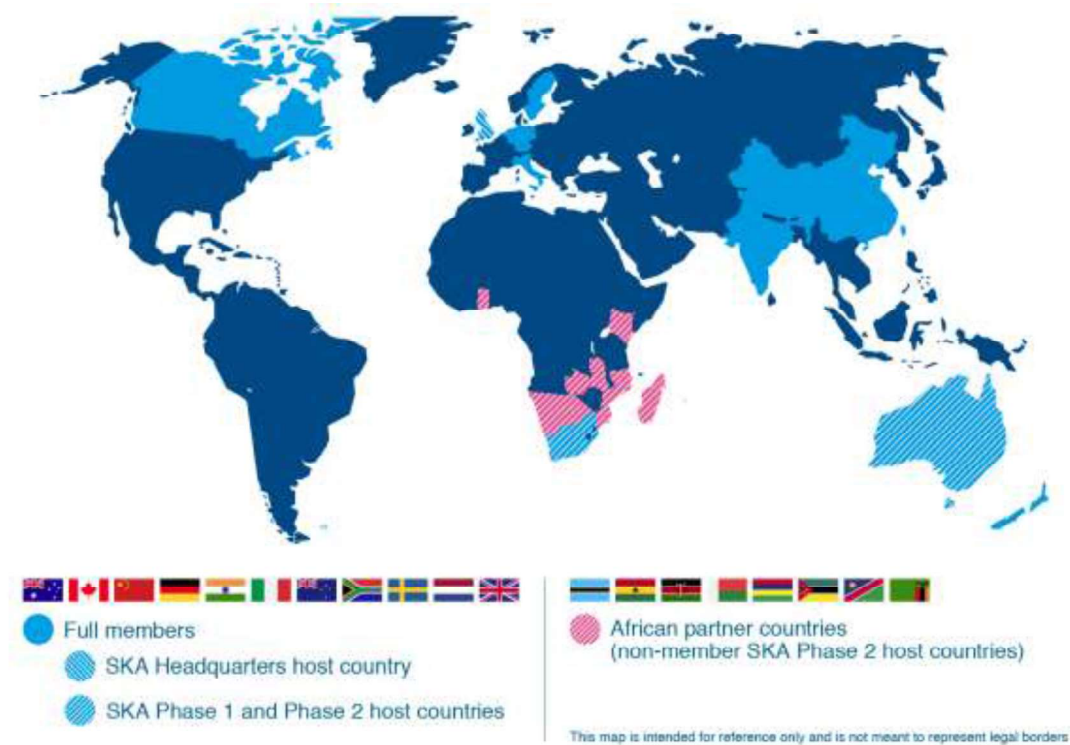 Full members
SKA Headquarters host country
SKA Phase 1 and Phase 2 host countries
African partner countries
(non-member SKA Phase 2 host countries)
This map is intended for reference only and is not meant to represent legal borders